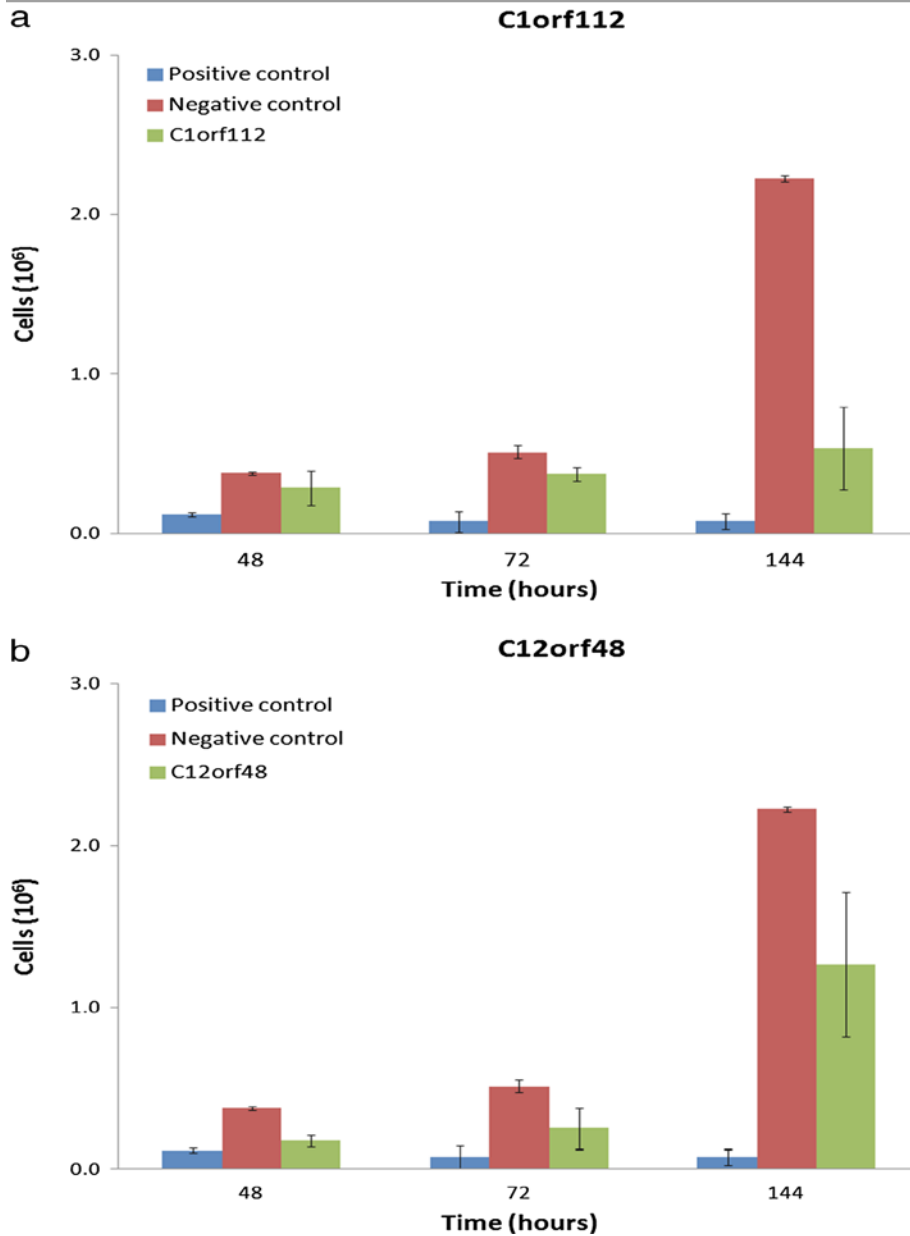 a
C1orf112
3.0
Positive control
Negative control
C1orf112
2.0
Cells (10⁶)
1.0
0.0
48 72 144
Time (hours)
b
C12orf48
3.0
Positive control
Negative control
C12orf48
2.0
Cells (10⁶)
1.0
0.0
48 72 144
Time (hours)